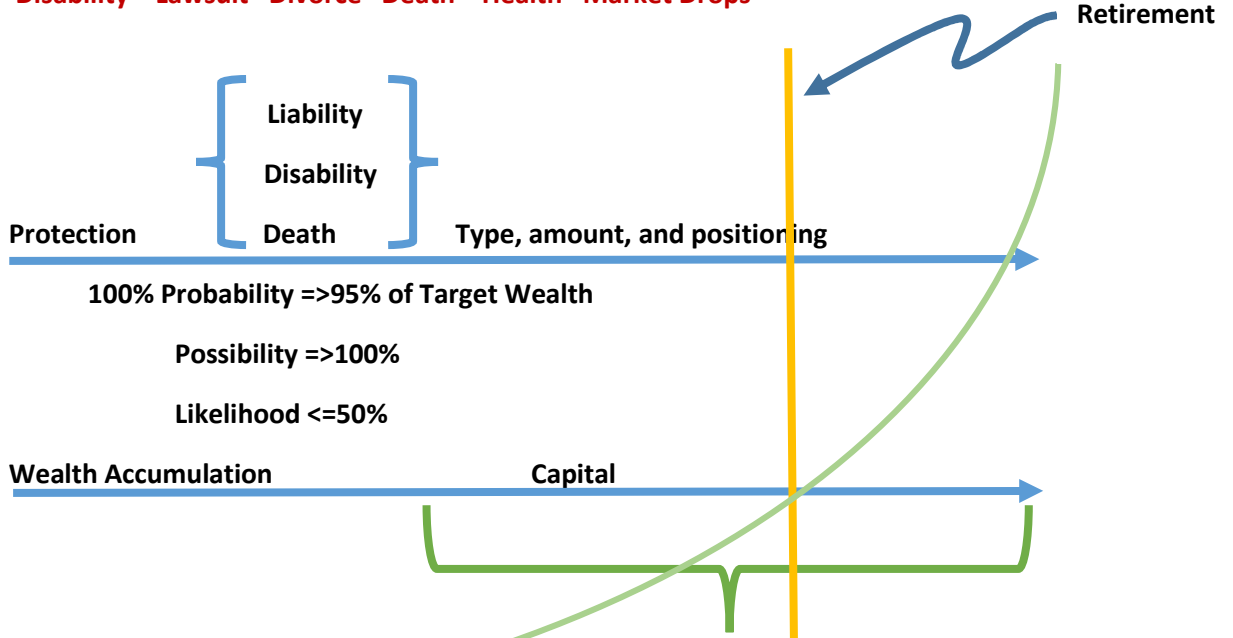 Disability Lawsuit Divorce Death Health Market Drops
Retirement
Liability
Disability
Protection Death Type, amount, and positioning
100% Probability =>95% of Target Wealth
Possibility =>100%
Likelihood <=50%
Wealth Accumulation Capital